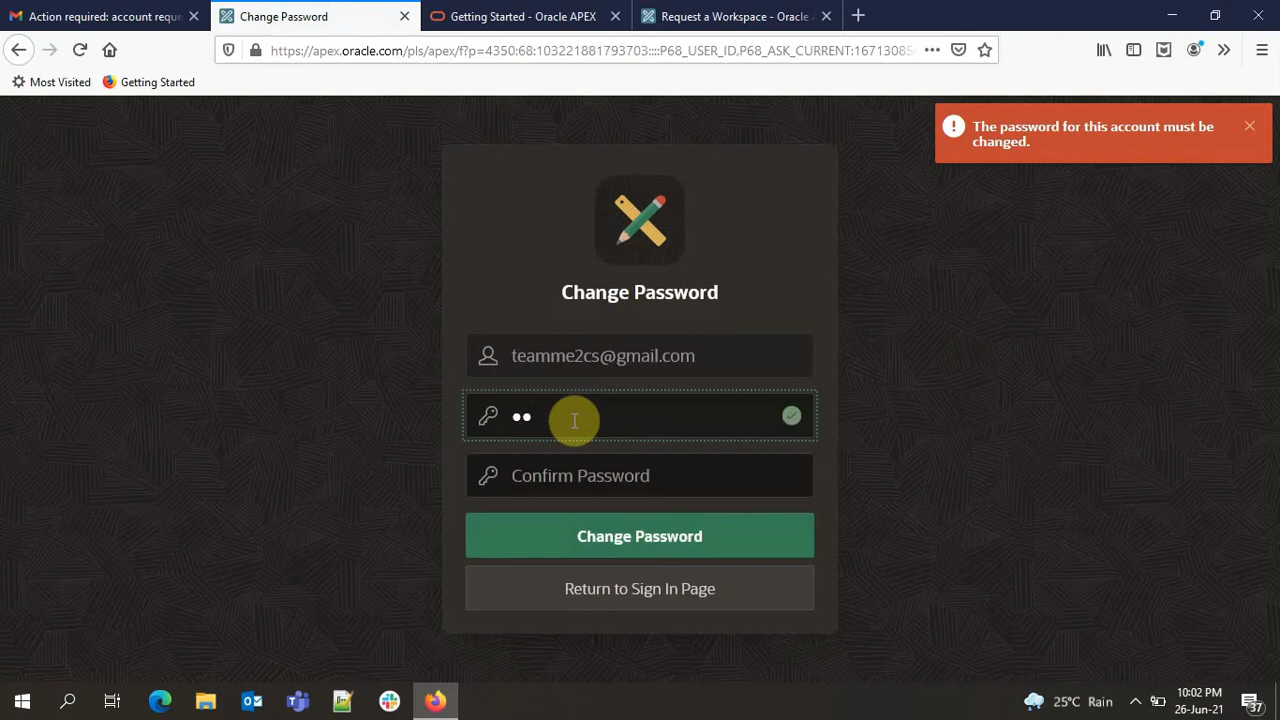 Action required: account reque
Change Password
Getting Started - Oracle APEX
Request a Workspace - Oracle A
https://apex.oracle.com/pls/apex/f?p=4350:68:103221881793703::::P68_USER_ID,P68_ASK_CURRENT:16713085
Most Visited
Getting Started
The password for this account must be
changed.
Change Password
teamme2cs@gmail.com
Confirm Password
Change Password
Return to Sign In Page
25°C Rain
10:02 PM
26-Jun-21
37